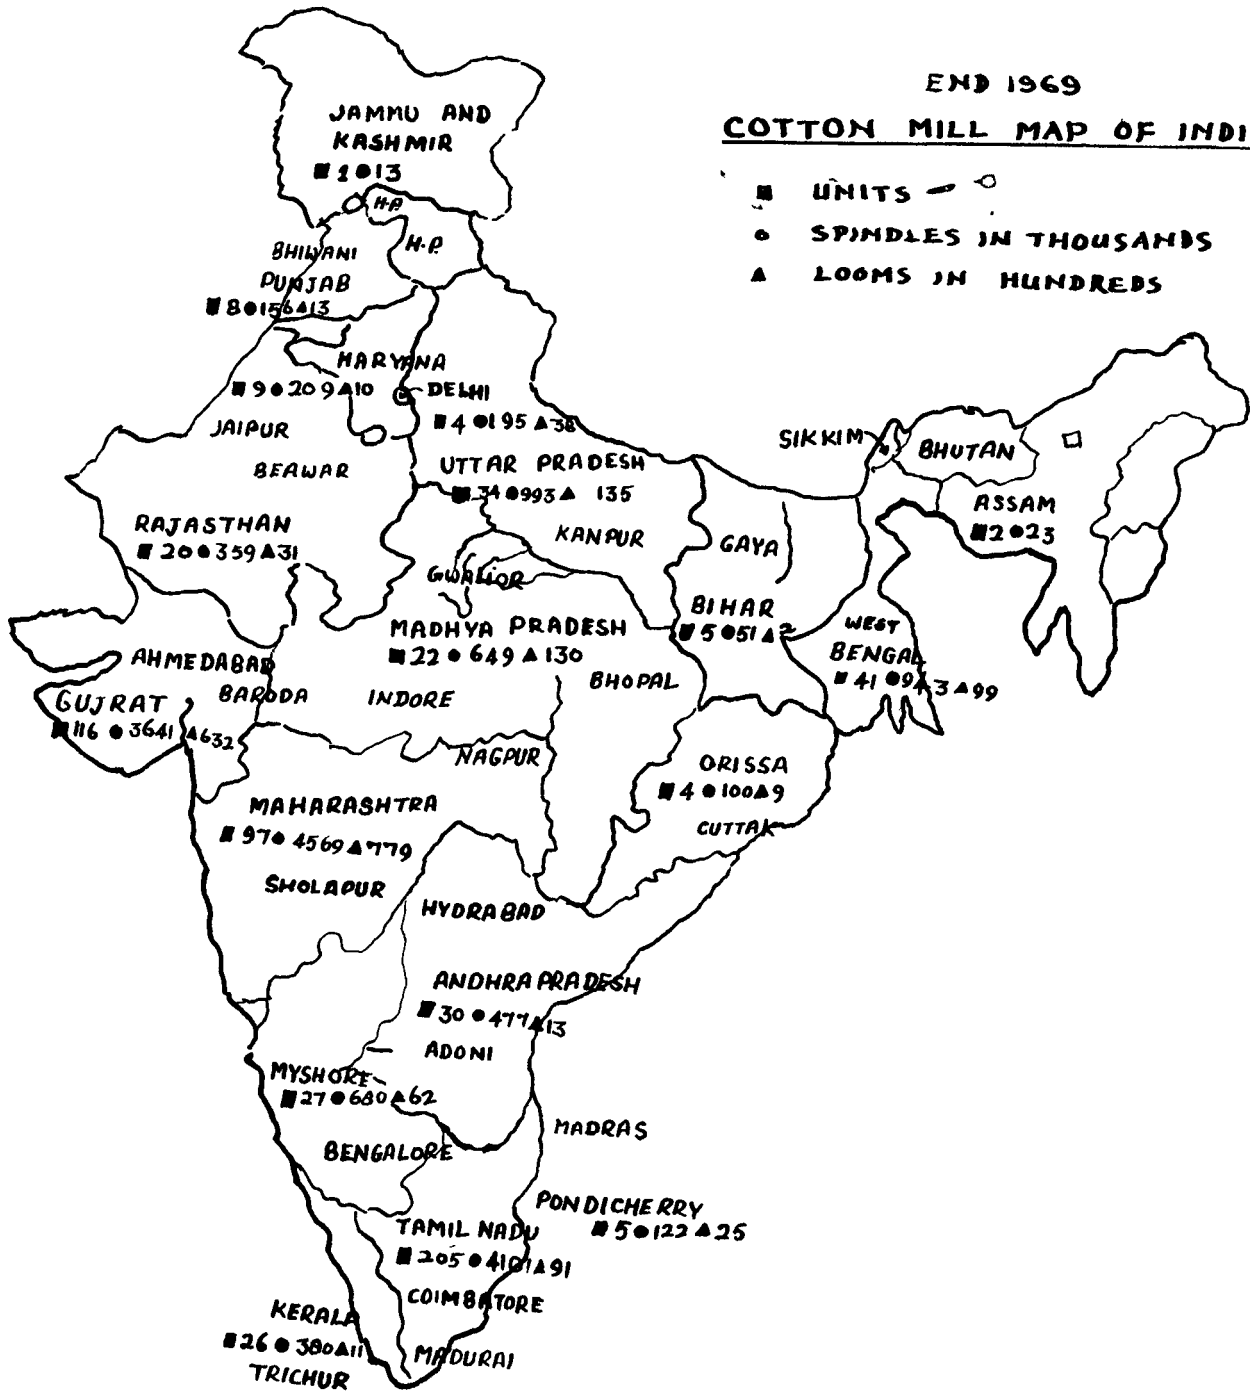 END 1969
COTTON MILL MAP OF INDI
■ UNITS
● SPINDLES IN THOUSANDS
▲ LOOMS IN HUNDREDS
JAMMU AND
KASHMIR
■ 1 ● 13
H.P.
H.P.
BHIWANI
PUNJAB
■ 8 ● 156 ▲ 13
HARYANA
■ 9 ● 209 ▲ 10
DELHI
■ 4 ● 195 ▲ 38
JAIPUR
BEAWAR
UTTAR PRADESH
■ 34 ● 993 ▲ 135
SIKKIM
BHUTAN
ASSAM
■ 2 ● 23
RAJASTHAN
■ 20 ● 359 ▲ 31
KANPUR
GAYA
GWALIOR
BIHAR
■ 5 ● 51 ▲ 2
MADHYA PRADESH
■ 22 ● 649 ▲ 130
WEST
BENGAL
■ 41 ● 943 ▲ 99
AHMEDABAD
BARODA
INDORE
BHOPAL
GUJRAT
■ 116 ● 3641 ▲ 632
NAGPUR
ORISSA
■ 4 ● 100 ▲ 9
CUTTAK
MAHARASHTRA
■ 97 ● 4569 ▲ 779
SHOLAPUR
HYDRABAD
ANDHRA PRADESH
■ 30 ● 477 ▲ 13
ADONI
MYSHORE
■ 27 ● 680 ▲ 62
MADRAS
BENGALORE
PONDICHERRY
■ 5 ● 122 ▲ 25
TAMIL NADU
■ 205 ● 4101 ▲ 91
COIMBATORE
KERALA
■ 26 ● 380 ▲ 11
MADURAI
TRICHUR